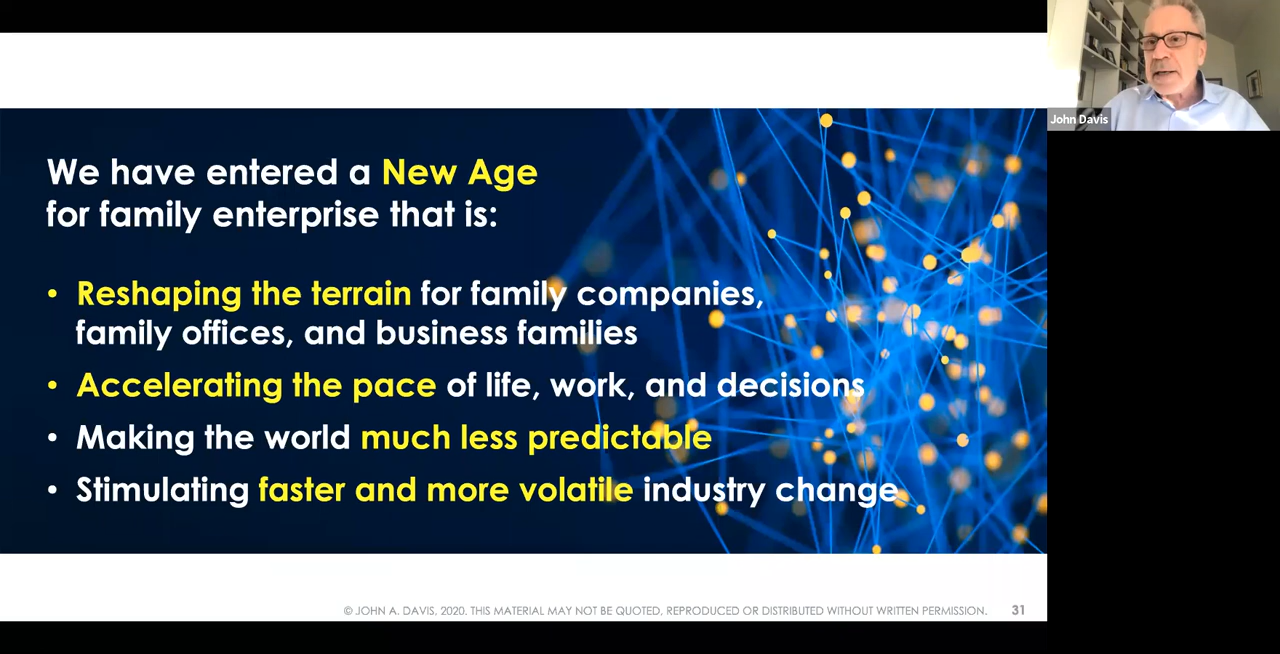 John Davis
We have entered a New Age
for family enterprise that is:
• Reshaping the terrain for family companies,
family offices, and business families
• Accelerating the pace of life, work, and decisions
• Making the world much less predictable
• Stimulating faster and more volatile industry change
© JOHN A. DAVIS, 2020. THIS MATERIAL MAY NOT BE QUOTED, REPRODUCED OR DISTRIBUTED WITHOUT WRITTEN PERMISSION. 31